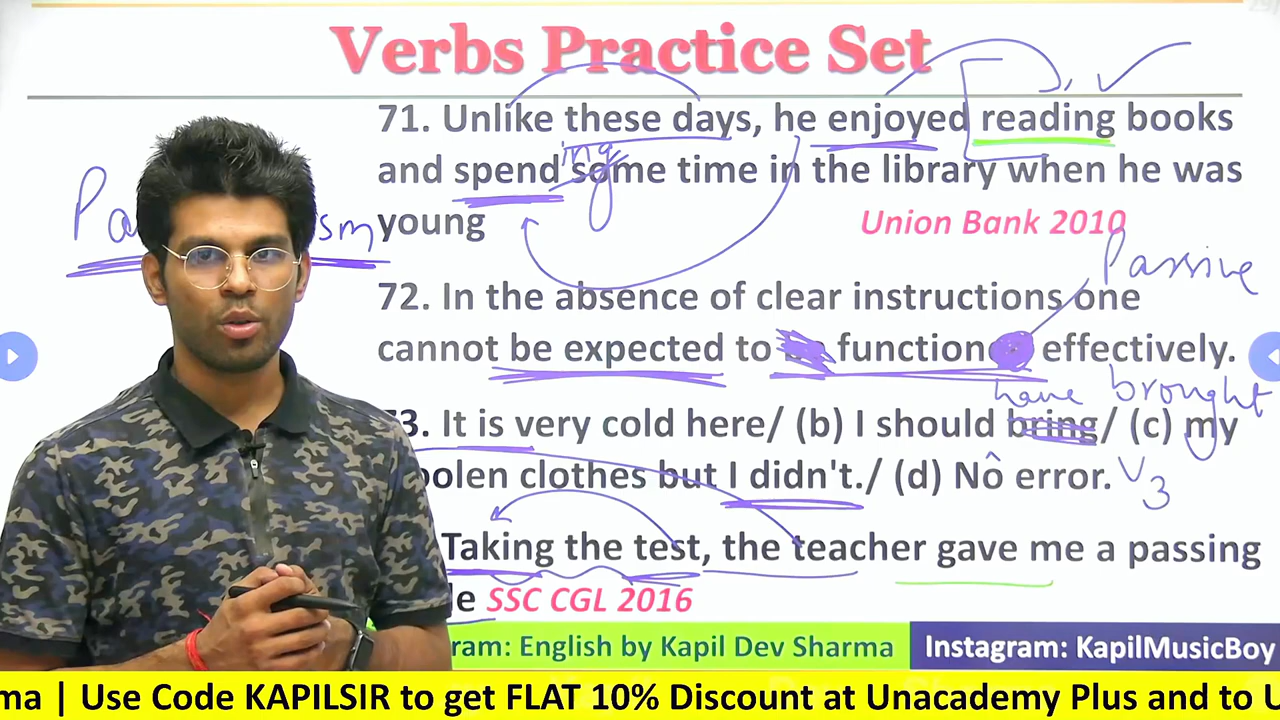 Verbs Practice Set
71. Unlike these days, he enjoyed reading books
ing
and spend some time in the library when he was
young
Union Bank 2010
Passive
72. In the absence of clear instructions one
cannot be expected to function effectively.
have brought
3. It is very cold here/ (b) I should bring/ (c) my
oolen clothes but I didn't./ (d) No error.
V3
Taking the test, the teacher gave me a passing
de SSC CGL 2016
ram: English by Kapil Dev Sharma
Instagram: KapilMusicBoy
ma | Use Code KAPILSIR to get FLAT 10% Discount at Unacademy Plus and to U